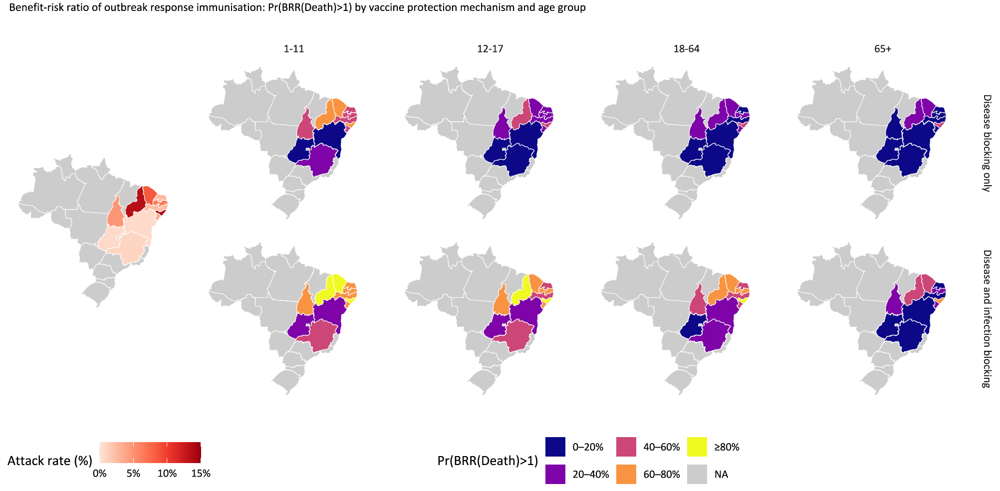 Benefit-risk ratio of outbreak response immunisation: Pr(BRR(Death)>1) by vaccine protection mechanism and age group
1-11
12-17
18-64
65+
Disease blocking only
Disease and infection blocking
Attack rate (%)
0%
5%
10%
15%
Pr(BRR(Death)>1)
0–20%
40–60%
≥80%
20–40%
60–80%
NA